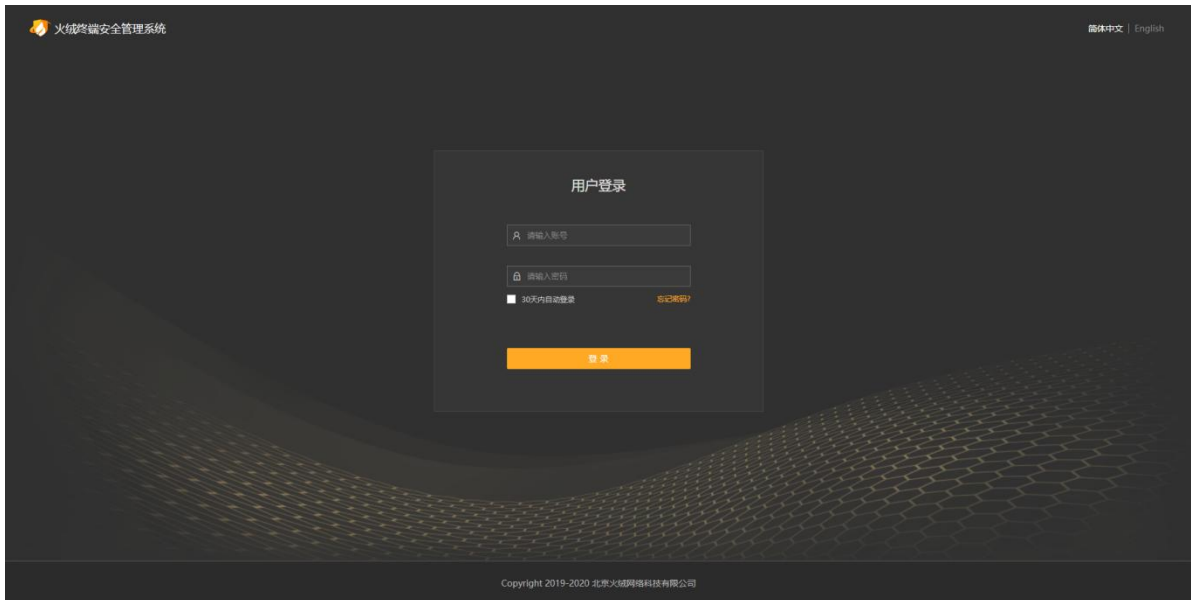 火绒终端安全管理系统
简体中文 | English
用户登录
请输入账号
请输入密码
30天内自动登录 忘记密码?
登 录
Copyright 2019-2020 北京火绒网络科技有限公司